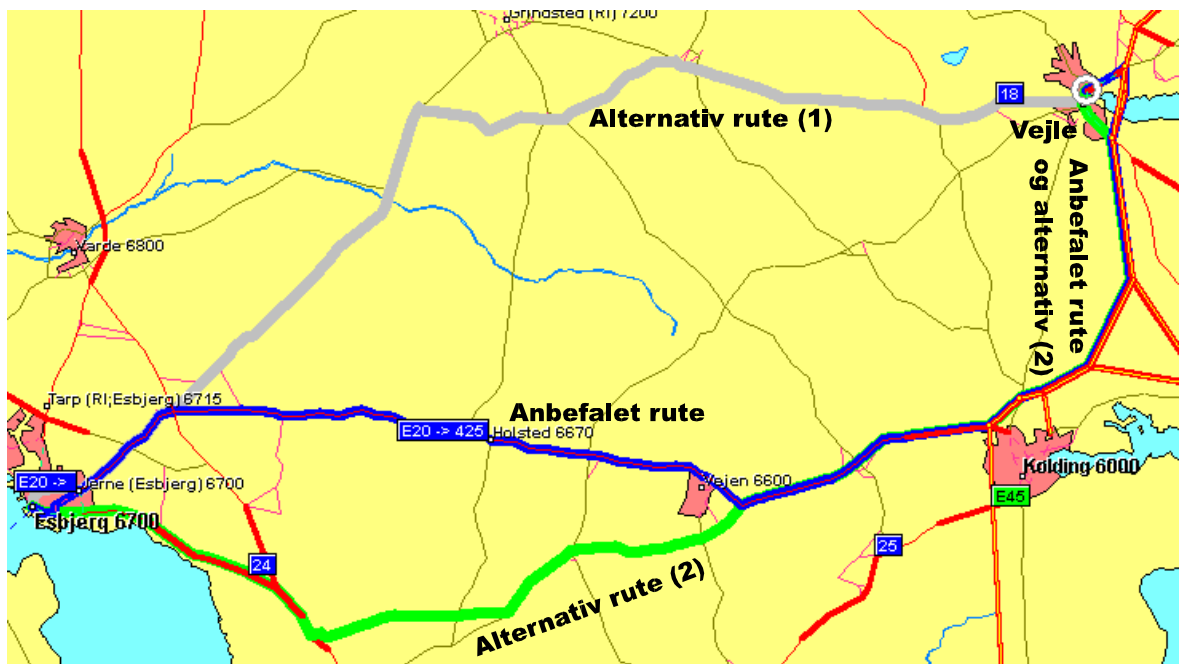 Grindsted (RI) 7200
18
Alternativ rute (1)
Vejle
Anbefalet rute
og alternativ (2)
Varde 6800
Tarp (RI;Esbjerg) 6715
Anbefalet rute
E20 -> 425
Holsted 6670
E20 ->
Jerne (Esbjerg) 6700
Vejen 6600
Kolding 6000
E45
Esbjerg 6700
24
25
Alternativ rute (2)